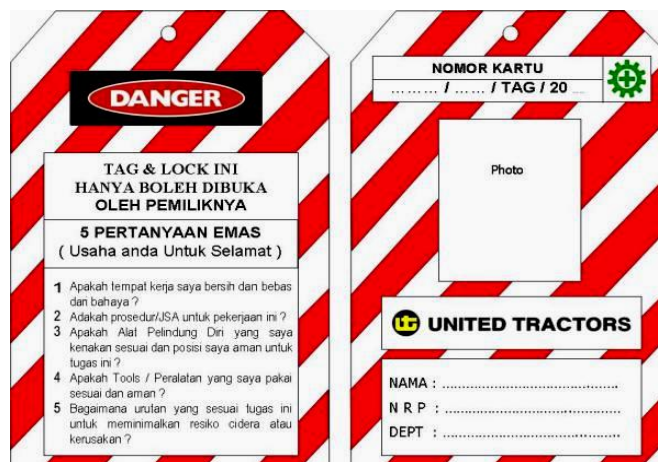 DANGER
TAG & LOCK INI
HANYA BOLEH DIBUKA
OLEH PEMILIKNYA
5 PERTANYAAN EMAS
( Usaha anda Untuk Selamat )
1 Apakah tempat kerja saya bersih dan bebas
dari bahaya ?
2 Adakah prosedur/JSA untuk pekerjaan ini ?
3 Apakah Alat Pelindung Diri yang saya
kenakan sesuai dan posisi saya aman untuk
tugas ini ?
4 Apakah Tools / Peralatan yang saya pakai
sesuai dan aman ?
5 Bagaimana urutan yang sesuai tugas ini
untuk meminimalkan resiko cidera atau
kerusakan ?
NOMOR KARTU
......... / ...... / TAG / 20 ...
Photo
UNITED TRACTORS
NAMA : ..........................................
N R P : ..........................................
DEPT : ..........................................